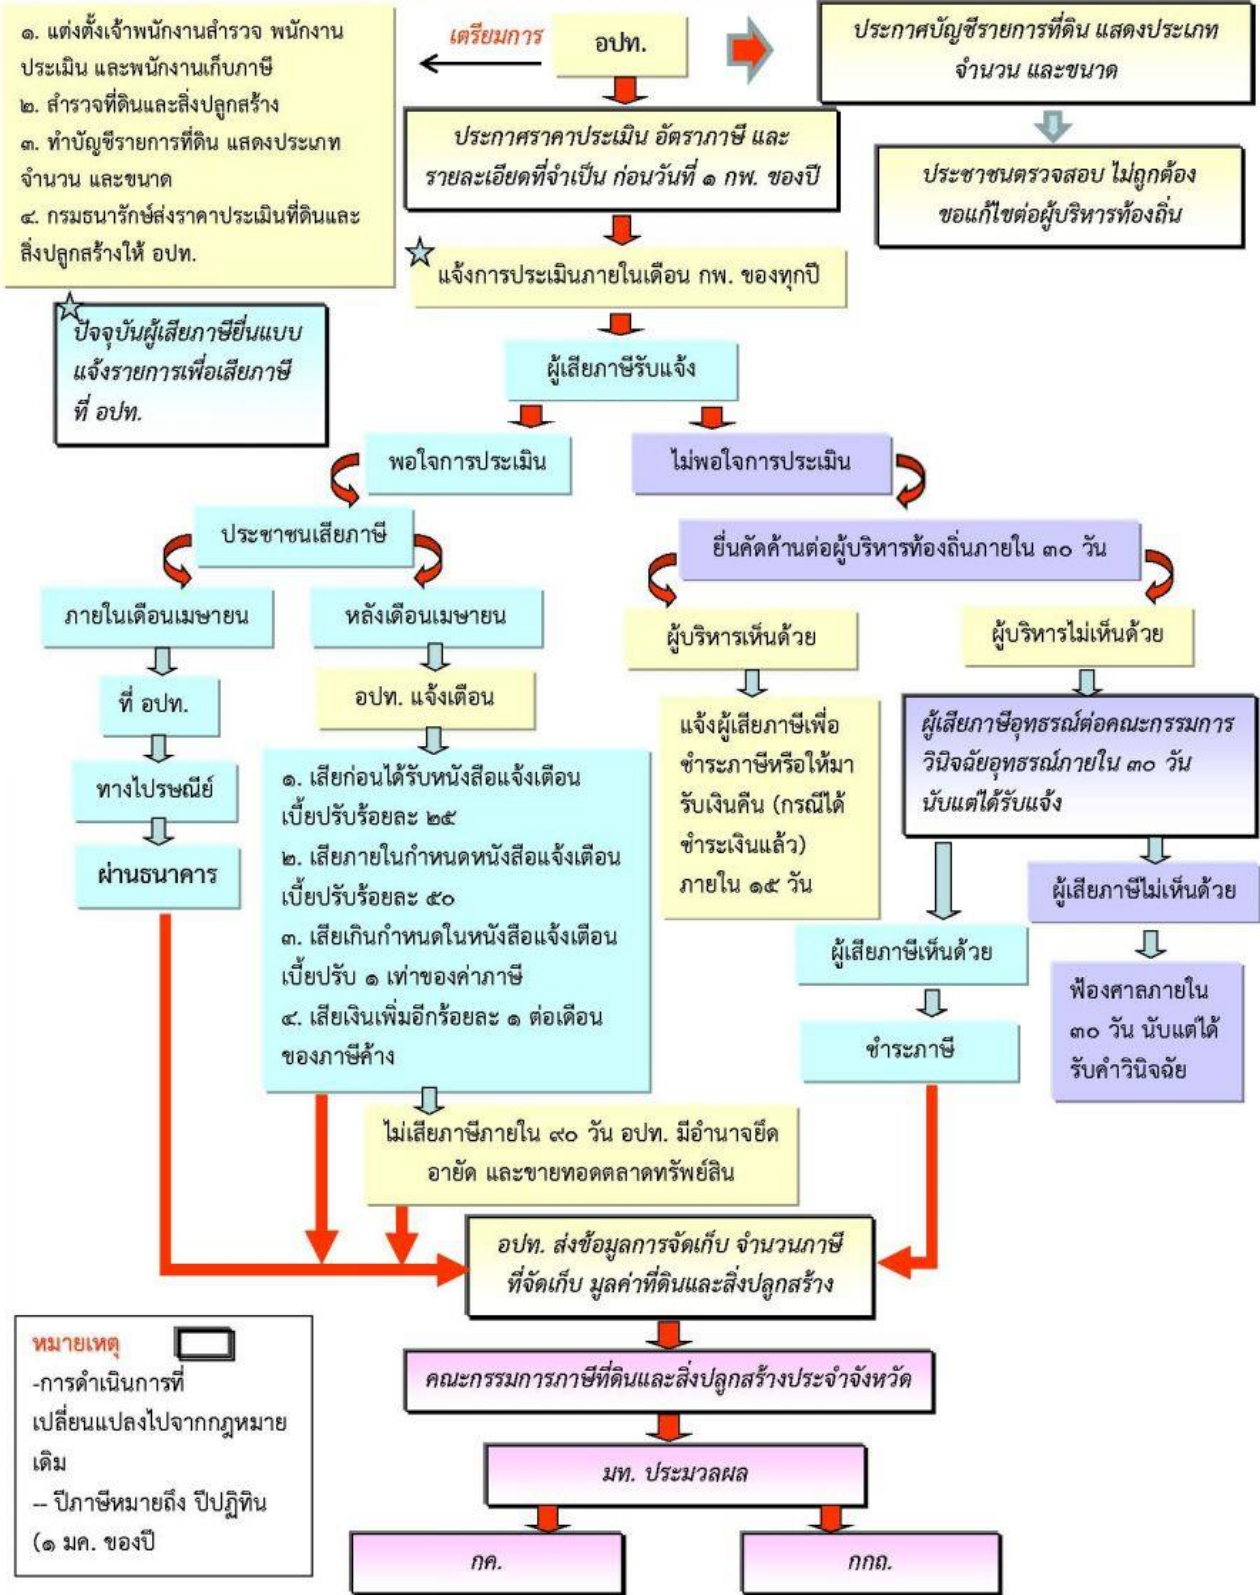 ๑. แต่งตั้งเจ้าพนักงานสำรวจ พนักงาน
ประเมิน และพนักงานเก็บภาษี
๒. สำรวจที่ดินและสิ่งปลูกสร้าง
๓. ทำบัญชีรายการที่ดิน แสดงประเภท
จำนวน และขนาด
๔. กรมธนารักษ์ส่งราคาประเมินที่ดินและ
สิ่งปลูกสร้างให้ อปท.
เตรียมการ
อปท.
ประกาศบัญชีรายการที่ดิน แสดงประเภท
จำนวน และขนาด
ประกาศราคาประเมิน อัตราภาษี และ
รายละเอียดที่จำเป็น ก่อนวันที่ ๑ กพ. ของปี
ประชาชนตรวจสอบ ไม่ถูกต้อง
ขอแก้ไขต่อผู้บริหารท้องถิ่น
แจ้งการประเมินภายในเดือน กพ. ของทุกปี
ปัจจุบันผู้เสียภาษียื่นแบบ
แจ้งรายการเพื่อเสียภาษี
ที่ อปท.
ผู้เสียภาษีรับแจ้ง
พอใจการประเมิน
ไม่พอใจการประเมิน
ประชาชนเสียภาษี
ยื่นคัดค้านต่อผู้บริหารท้องถิ่นภายใน ๓๐ วัน
ภายในเดือนเมษายน
หลังเดือนเมษายน
ผู้บริหารเห็นด้วย
ผู้บริหารไม่เห็นด้วย
ที่ อปท.
อปท. แจ้งเตือน
แจ้งผู้เสียภาษีเพื่อ
ชำระภาษีหรือให้มา
รับเงินคืน (กรณีได้
ชำระเงินแล้ว)
ภายใน ๑๕ วัน
ผู้เสียภาษีอุทธรณ์ต่อคณะกรรมการ
วินิจฉัยอุทธรณ์ภายใน ๓๐ วัน
นับแต่ได้รับแจ้ง
ทางไปรษณีย์
ผ่านธนาคาร
๑. เสียก่อนได้รับหนังสือแจ้งเตือน
เบี้ยปรับร้อยละ ๒๕
๒. เสียภายในกำหนดหนังสือแจ้งเตือน
เบี้ยปรับร้อยละ ๕๐
๓. เสียเกินกำหนดในหนังสือแจ้งเตือน
เบี้ยปรับ ๑ เท่าของค่าภาษี
๔. เสียเงินเพิ่มอีกร้อยละ ๑ ต่อเดือน
ของภาษีค้าง
ผู้เสียภาษีไม่เห็นด้วย
ผู้เสียภาษีเห็นด้วย
ฟ้องศาลภายใน
๓๐ วัน นับแต่ได้
รับคำวินิจฉัย
ชำระภาษี
ไม่เสียภาษีภายใน ๙๐ วัน อปท. มีอำนาจยึด
อายัด และขายทอดตลาดทรัพย์สิน
อปท. ส่งข้อมูลการจัดเก็บ จำนวนภาษี
ที่จัดเก็บ มูลค่าที่ดินและสิ่งปลูกสร้าง
คณะกรรมการภาษีที่ดินและสิ่งปลูกสร้างประจำจังหวัด
มท. ประมวลผล
กค.
กกถ.
หมายเหตุ
-การดำเนินการที่
เปลี่ยนแปลงไปจากกฎหมาย
เดิม
-- ปีภาษีหมายถึง ปีปฏิทิน
(๑ มค. ของปี